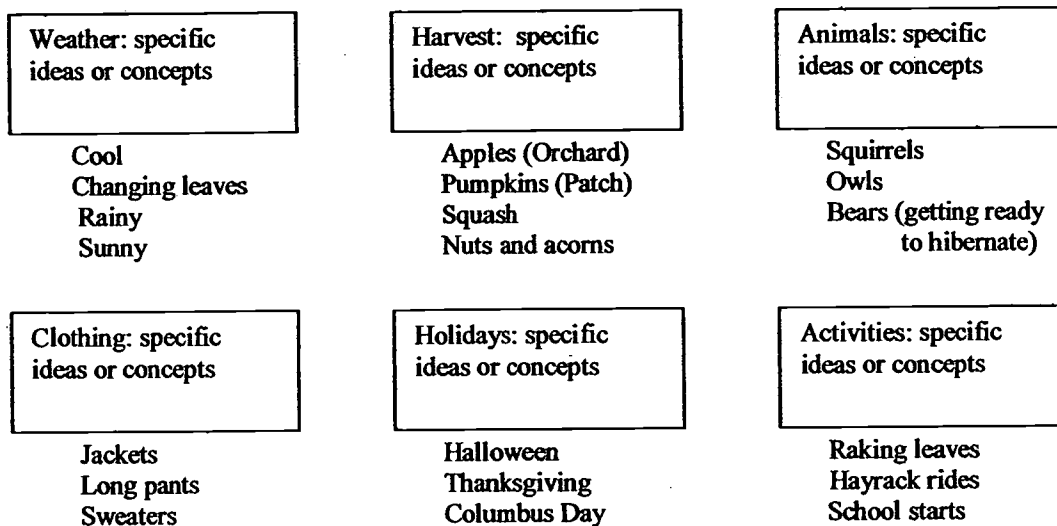 Weather: specific
ideas or concepts
Cool
Changing leaves
Rainy
Sunny
Harvest: specific
ideas or concepts
Apples (Orchard)
Pumpkins (Patch)
Squash
Nuts and acorns
Animals: specific
ideas or concepts
Squirrels
Owls
Bears (getting ready
to hibernate)
Clothing: specific
ideas or concepts
Jackets
Long pants
Sweaters
Holidays: specific
ideas or concepts
Halloween
Thanksgiving
Columbus Day
Activities: specific
ideas or concepts
Raking leaves
Hayrack rides
School starts